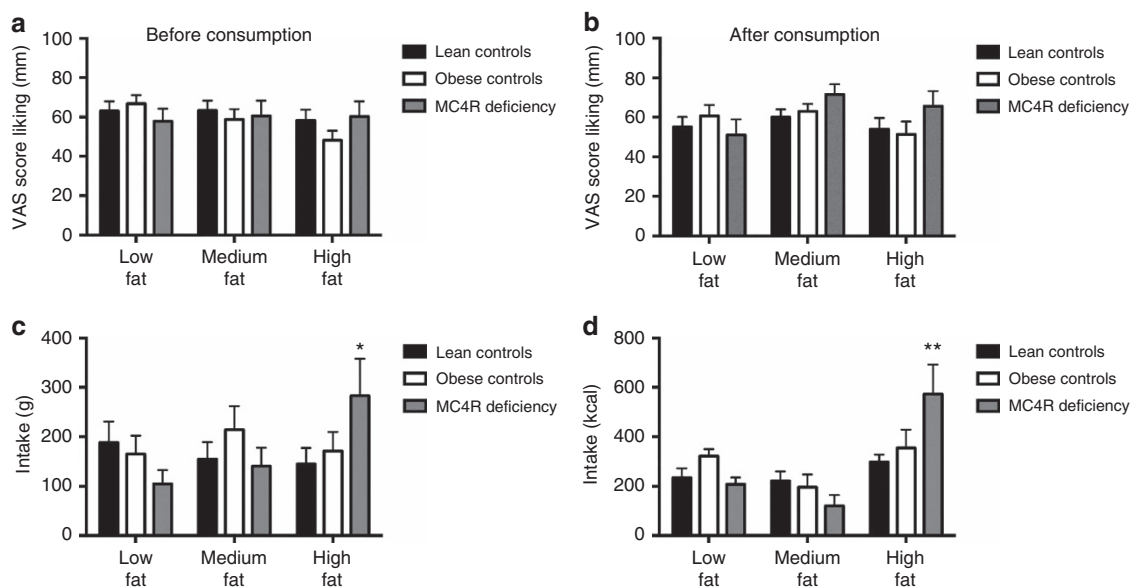 a
Before consumption
VAS score liking (mm)
100
80
60
40
20
0
Low
fat
Medium
fat
High
fat
Lean controls
Obese controls
MC4R deficiency
b
After consumption
VAS score liking (mm)
100
80
60
40
20
0
Low
fat
Medium
fat
High
fat
Lean controls
Obese controls
MC4R deficiency
c
Intake (g)
400
300
200
100
0
*
Low
fat
Medium
fat
High
fat
Lean controls
Obese controls
MC4R deficiency
d
Intake (kcal)
800
600
400
200
0
**
Low
fat
Medium
fat
High
fat
Lean controls
Obese controls
MC4R deficiency